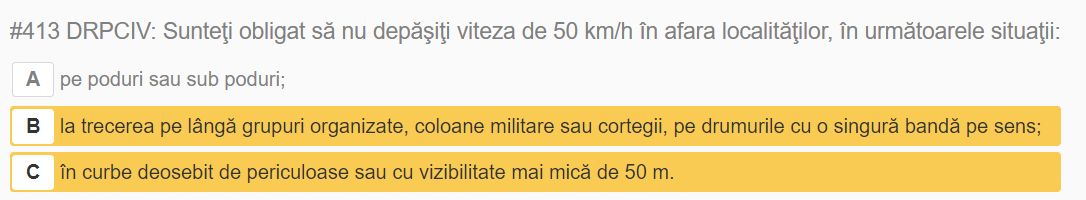 #413 DRPCIV: Sunteţi obligat să nu depăşiţi viteza de 50 km/h în afara localităţilor, în următoarele situaţii:
A pe poduri sau sub poduri;
B la trecerea pe lângă grupuri organizate, coloane militare sau cortegii, pe drumurile cu o singură bandă pe sens;
C în curbe deosebit de periculoase sau cu vizibilitate mai mică de 50 m.